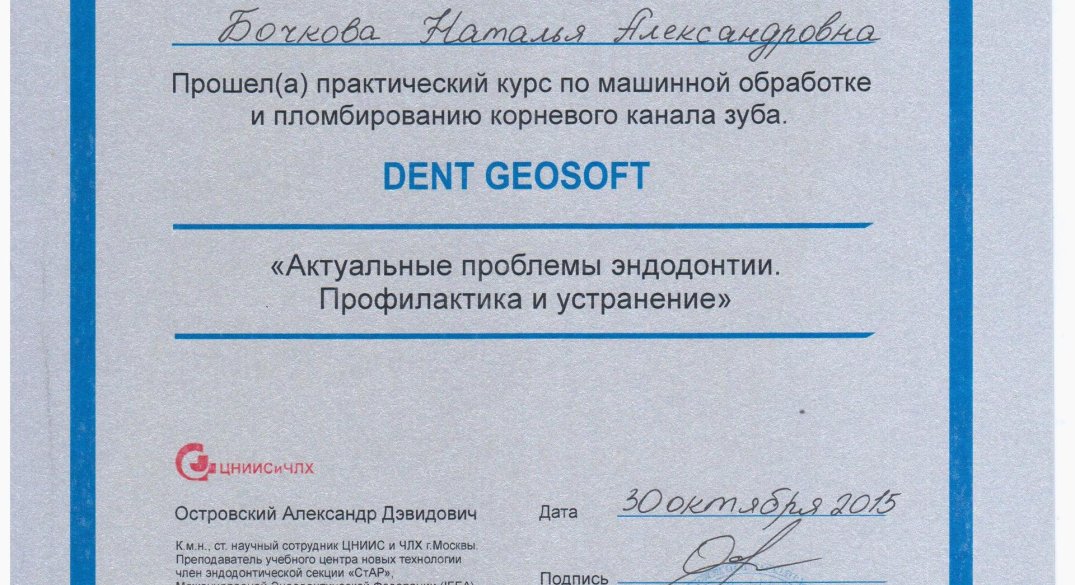 Бочкова Наталья Александровна
Прошел(а) практический курс по машинной обработке
и пломбированию корневого канала зуба.
DENT GEOSOFT
«Актуальные проблемы эндодонтии.
Профилактика и устранение»
ЦНИИСиЧЛХ
Островский Александр Дэвидович
Дата 30 октября 2015
К.м.н., ст. научный сотрудник ЦНИИС и ЧЛХ г.Москвы.
Преподаватель учебного центра новых технологии
член эндодонтической секции «СтАР»,
Подпись